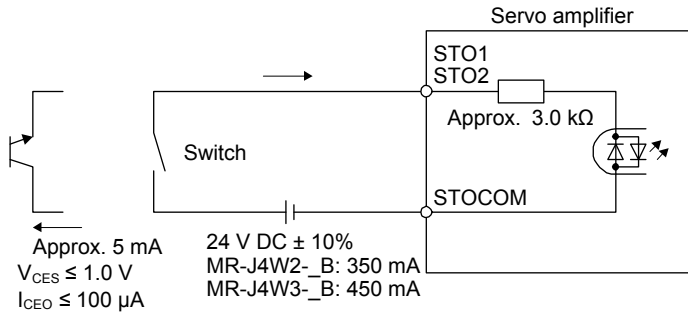 Servo amplifier
STO1
STO2
Approx. 3.0 kΩ
Switch
STOCOM
Approx. 5 mA
VCES ≤ 1.0 V
ICEO ≤ 100 µA
24 V DC ± 10%
MR-J4W2-_B: 350 mA
MR-J4W3-_B: 450 mA